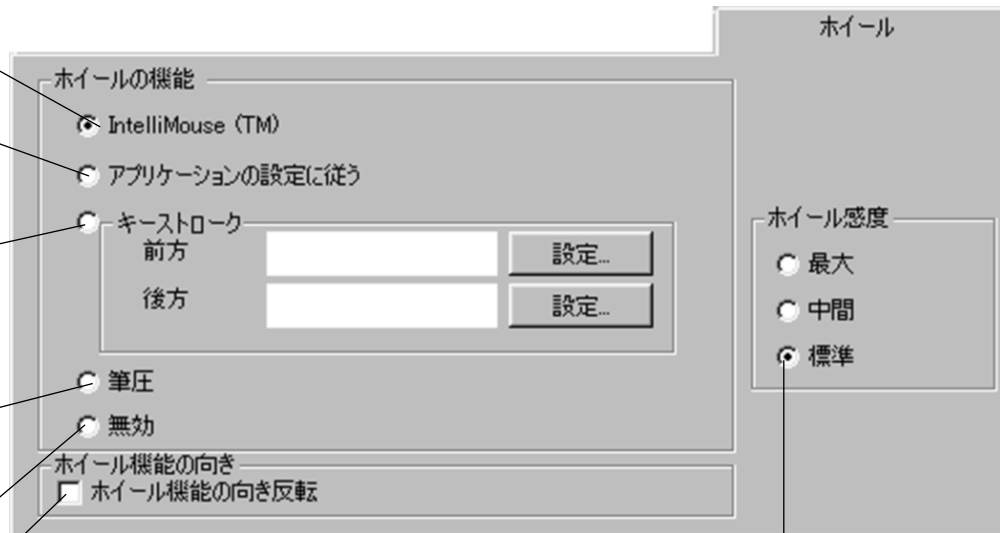 ホイール
ホイールの機能
IntelliMouse (TM)
アプリケーションの設定に従う
キーストローク
前方
設定...
後方
設定...
筆圧
無効
ホイール機能の向き
ホイール機能の向き反転
ホイール感度
最大
中間
標準